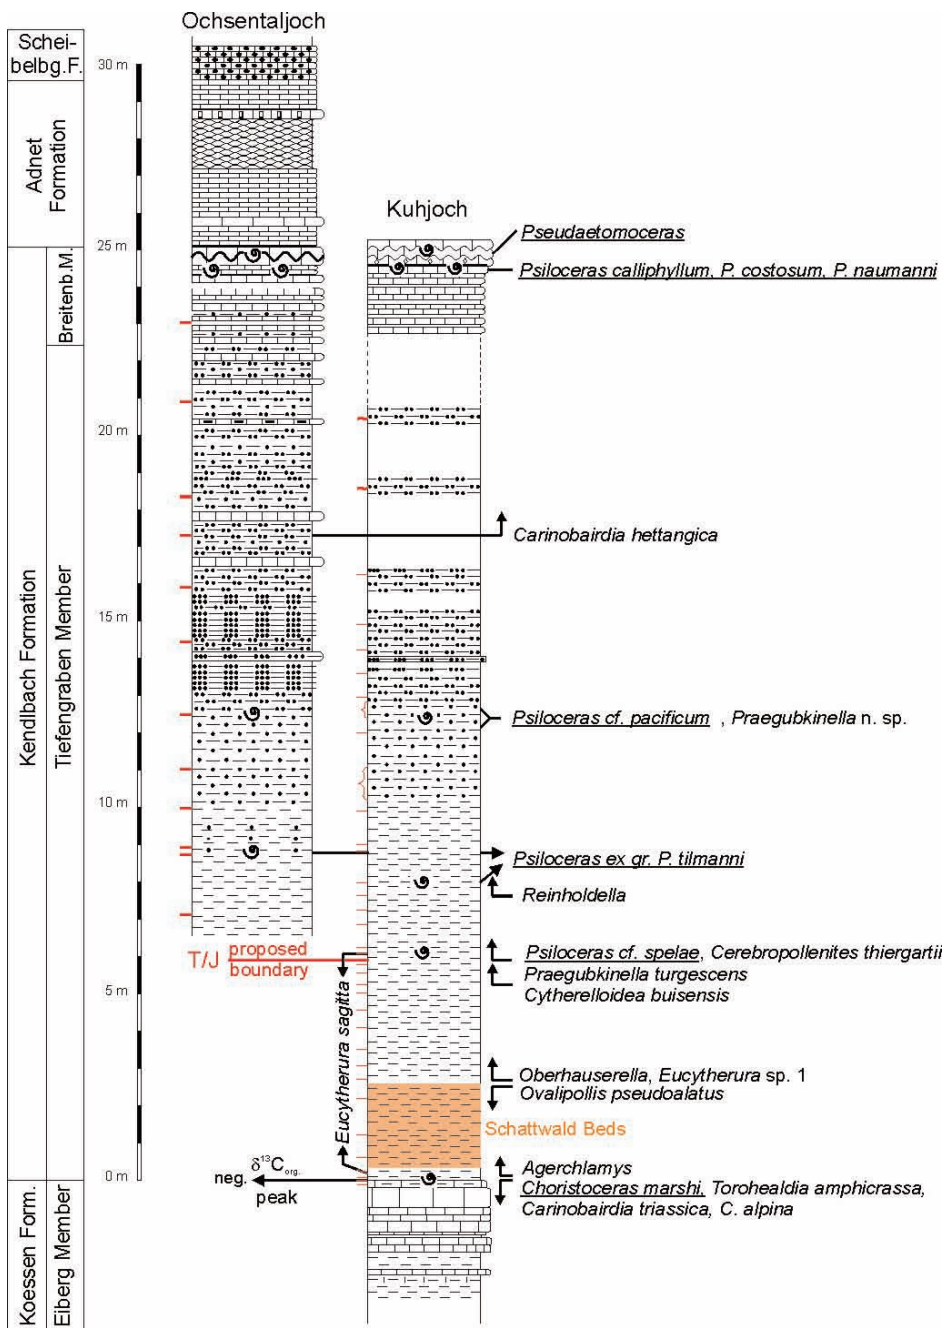 Ochsentaljoch
Schei-
belbg.F.
30 m
Adnet
Formation
Kuhjoch
Pseudaetomoceras
25 m
Psiloceras calliphyllum, P. costosum, P. naumanni
Breitenb.M.
20 m
Carinobairdia hettangica
Kendlbach Formation
Tiefengraben Member
15 m
Psiloceras cf. pacificum , Praegubkinella n. sp.
10 m
Psiloceras ex gr. P. tilmanni
Reinholdella
T/J proposed
boundary
Psiloceras cf. spelae, Cerebropollenites thiergartii
Praegubkinella turgescens
Cytherelloidea buisensis
5 m
Eucytherura sagitta
Oberhauserella, Eucytherura sp. 1
Ovalipollis pseudoalatus
Schattwald Beds
δ13Corg.
neg.
peak
0 m
Agerchlamys
Choristoceras marshi, Torohealdia amphicrassa,
Carinobairdia triassica, C. alpina
Koessen Form.
Eiberg Member